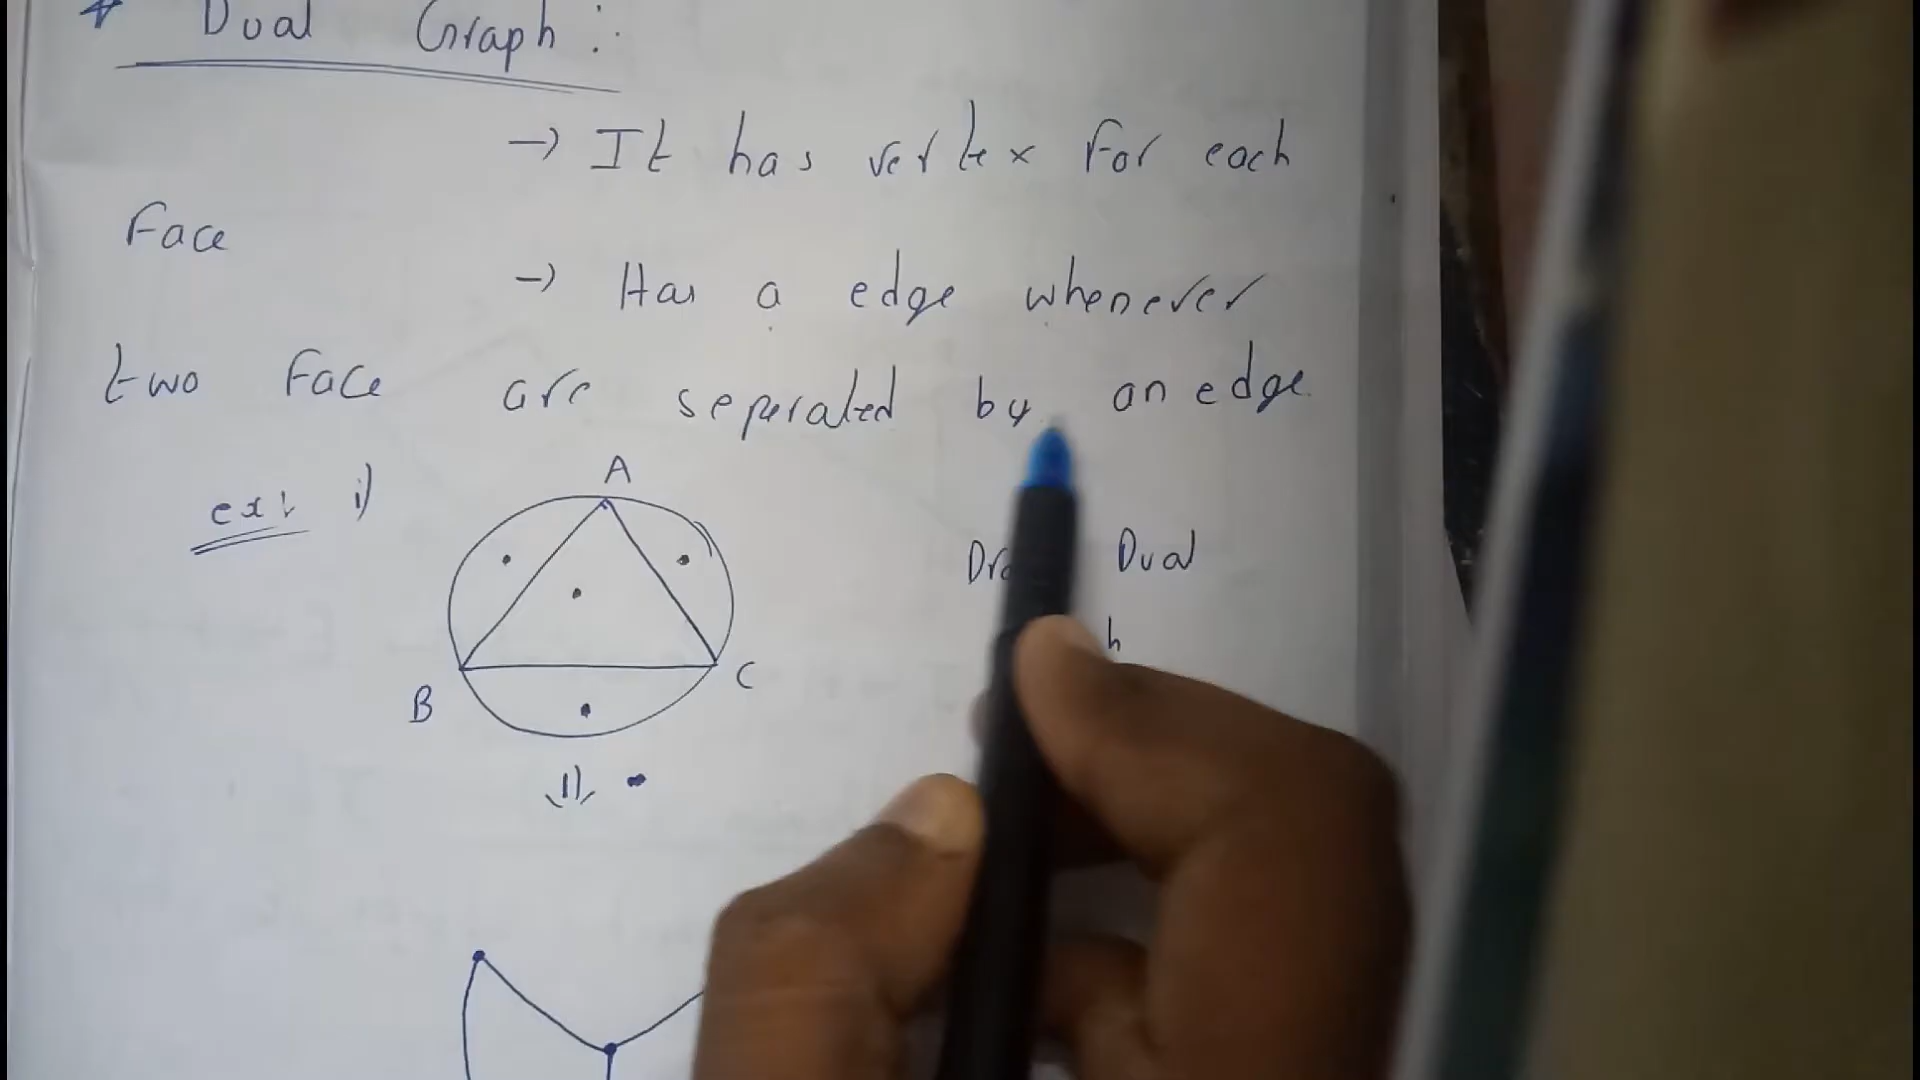 Dual Graph :
→ It has vertex for each
Face
→ Has a edge whenever
two face are seperated by an edge
ex: i)
A
Dual
B
C